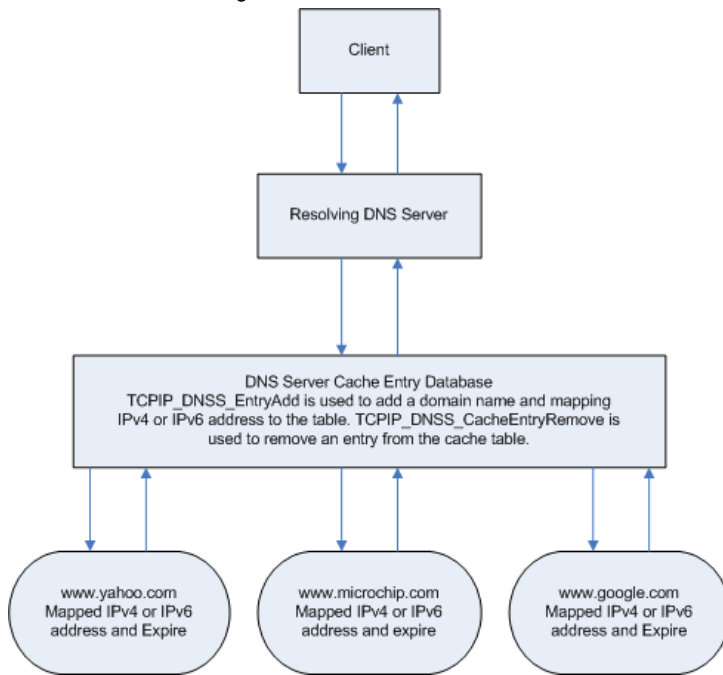 Client
Resolving DNS Server
DNS Server Cache Entry Database
TCPIP_DNSS_EntryAdd is used to add a domain name and mapping
IPv4 or IPv6 address to the table. TCPIP_DNSS_CacheEntryRemove is
used to remove an entry from the cache table.
www.yahoo.com
Mapped IPv4 or IPv6
address and Expire
www.microchip.com
Mapped IPv4 or IPv6
address and expire
www.google.com
Mapped IPv4 or IPv6
address and Expire